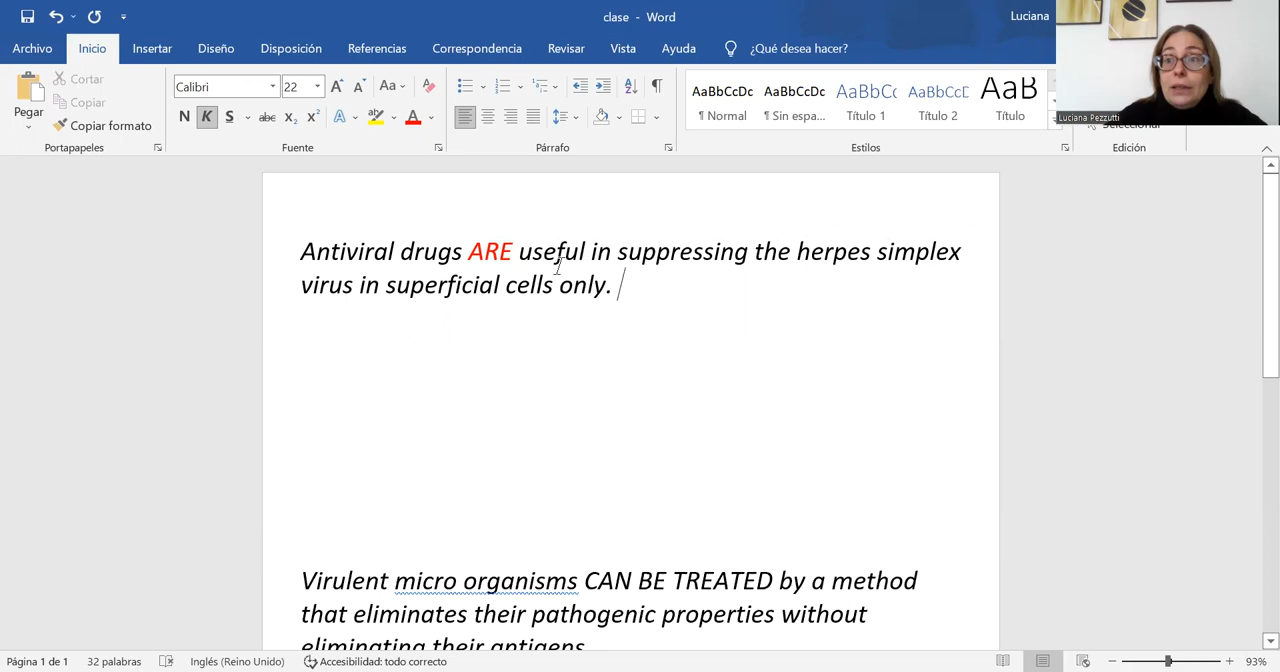 clase - Word
Luciana
Archivo Inicio Insertar Diseño Disposición Referencias Correspondencia Revisar Vista Ayuda ¿Qué desea hacer?
Pegar
Cortar
Copiar
Copiar formato
Portapapeles
Calibri 22
N K S abc x₂ x²
Fuente
Párrafo
AaBbCcDc AaBbCcDc AaBbCc AaBbCcD AaB
¶ Normal ¶ Sin espa... Título 1 Título 2 Título
Estilos
Edición
Luciana Pezzutti
Antiviral drugs ARE useful in suppressing the herpes simplex
virus in superficial cells only.
Virulent micro organisms CAN BE TREATED by a method
that eliminates their pathogenic properties without
eliminating their antigens
Página 1 de 1 32 palabras Inglés (Reino Unido) Accesibilidad: todo correcto 93%